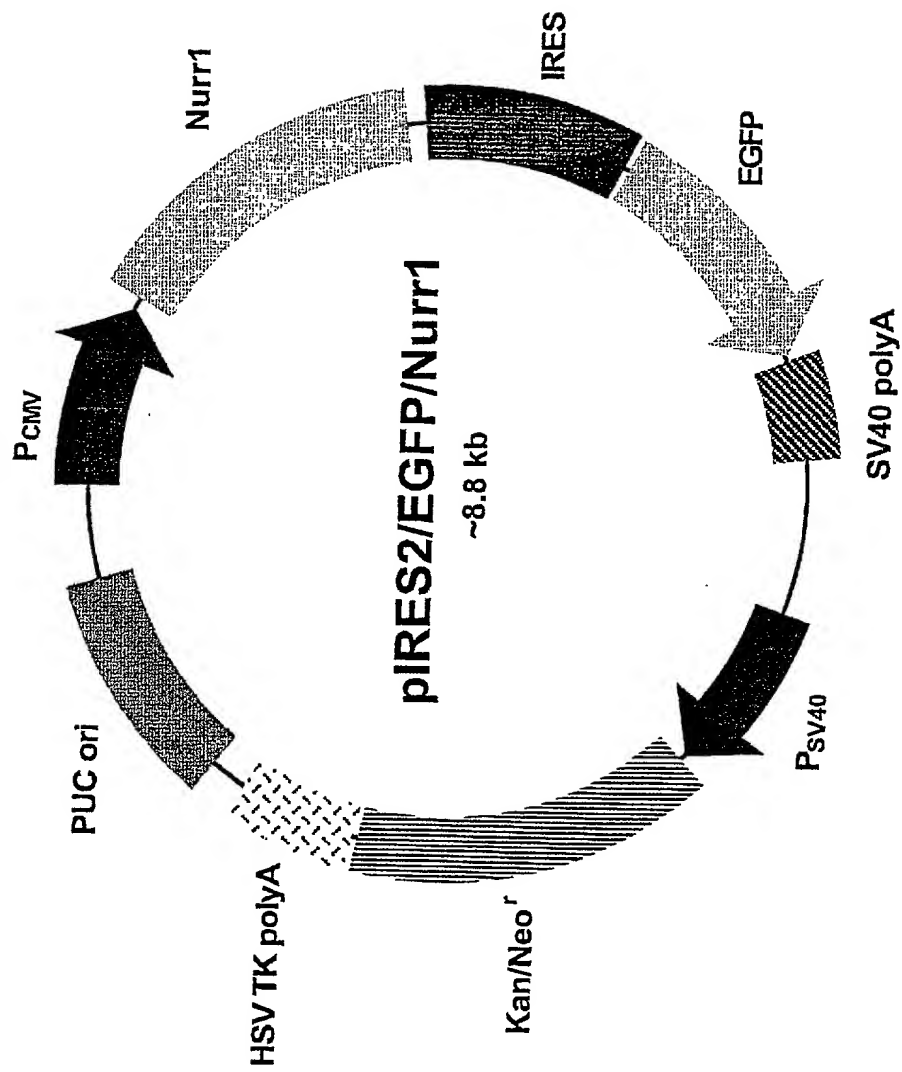 PCMV
Nurr1
IRES
EGFP
SV40 polyA
PSV40
Kan/Neoʳ
HSV TK polyA
PUC ori
pIRES2/EGFP/Nurr1
~8.8 kb